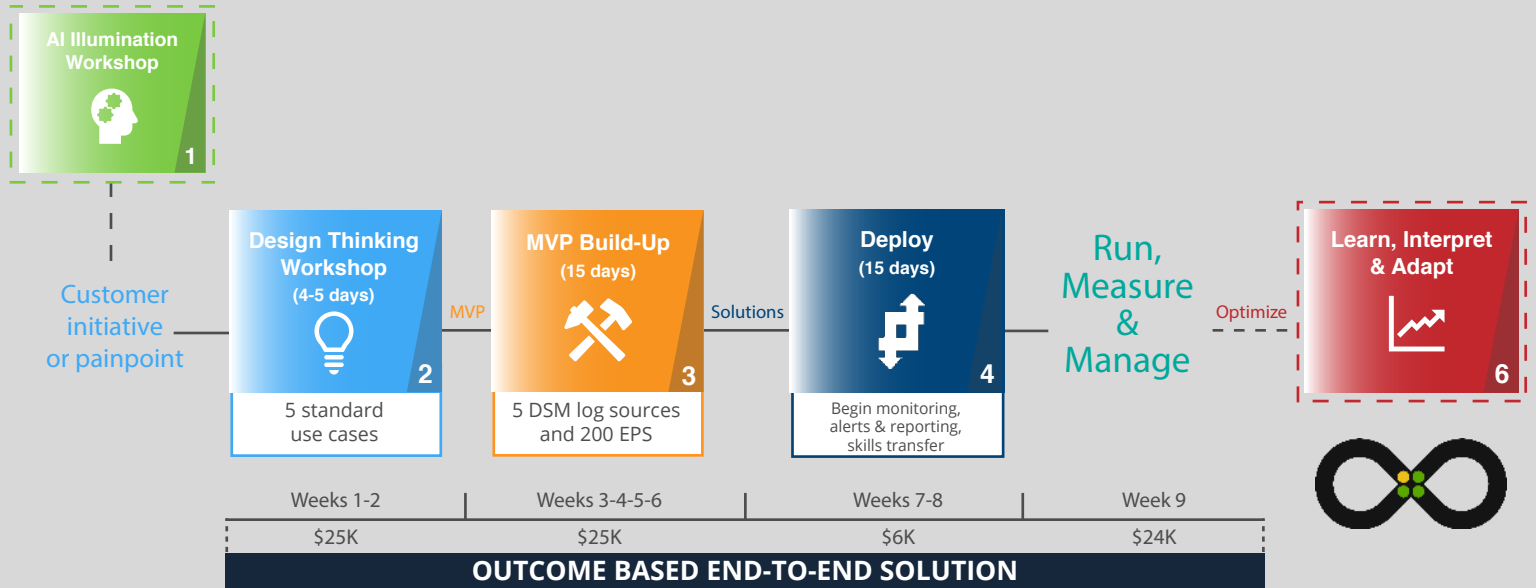 AI Illumination
Workshop
1
Customer
initiative
or painpoint
Design Thinking
Workshop
(4-5 days)
2
5 standard
use cases
MVP
MVP Build-Up
(15 days)
3
5 DSM log sources
and 200 EPS
Solutions
Deploy
(15 days)
4
Begin monitoring,
alerts & reporting,
skills transfer
Run,
Measure
&
Manage
Optimize
Learn, Interpret
& Adapt
6
Weeks 1-2
Weeks 3-4-5-6
Weeks 7-8
Week 9
$25K
$25K
$6K
$24K
OUTCOME BASED END-TO-END SOLUTION